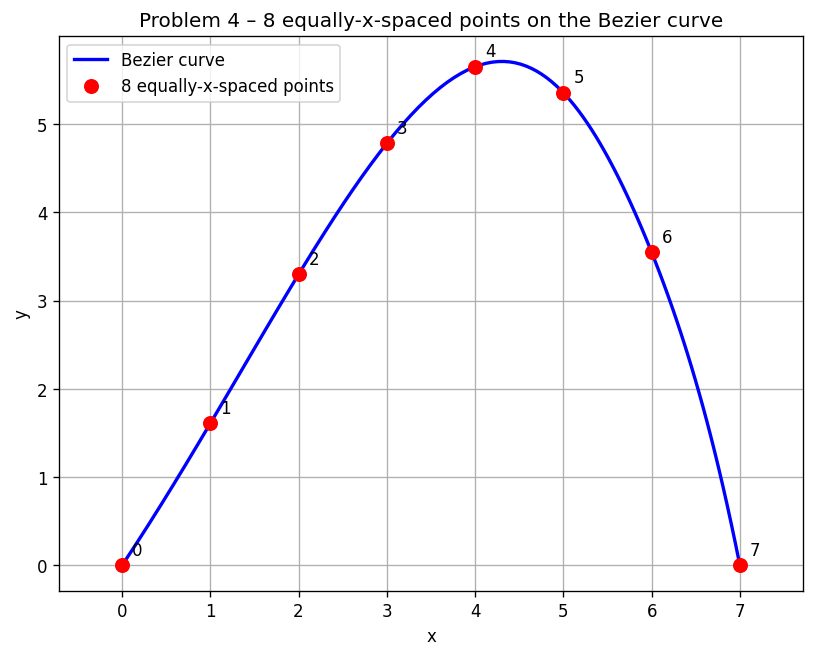 Problem 4 – 8 equally-x-spaced points on the Bezier curve
Bezier curve
8 equally-x-spaced points
4
5
3
6
2
1
0
7
5
4
3
2
1
0
y
0 1 2 3 4 5 6 7
x